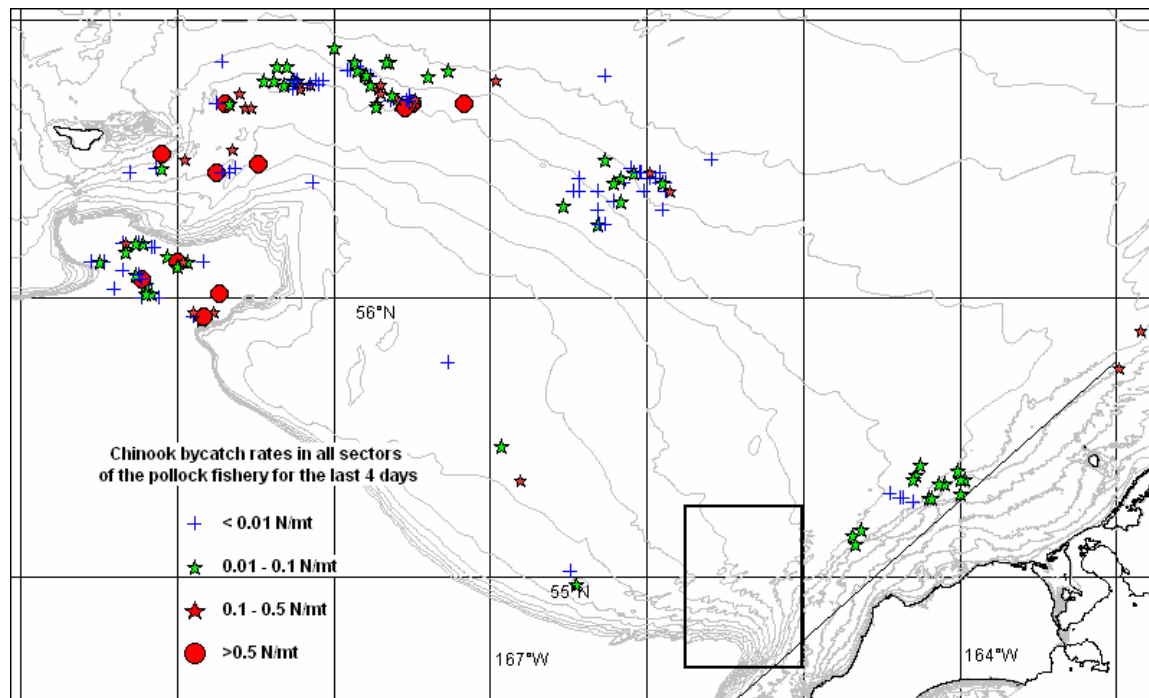 56°N
Chinook bycatch rates in all sectors
of the pollock fishery for the last 4 days
< 0.01 N/mt
0.01 - 0.1 N/mt
0.1 - 0.5 N/mt
>0.5 N/mt
55°N
167°W
164°W